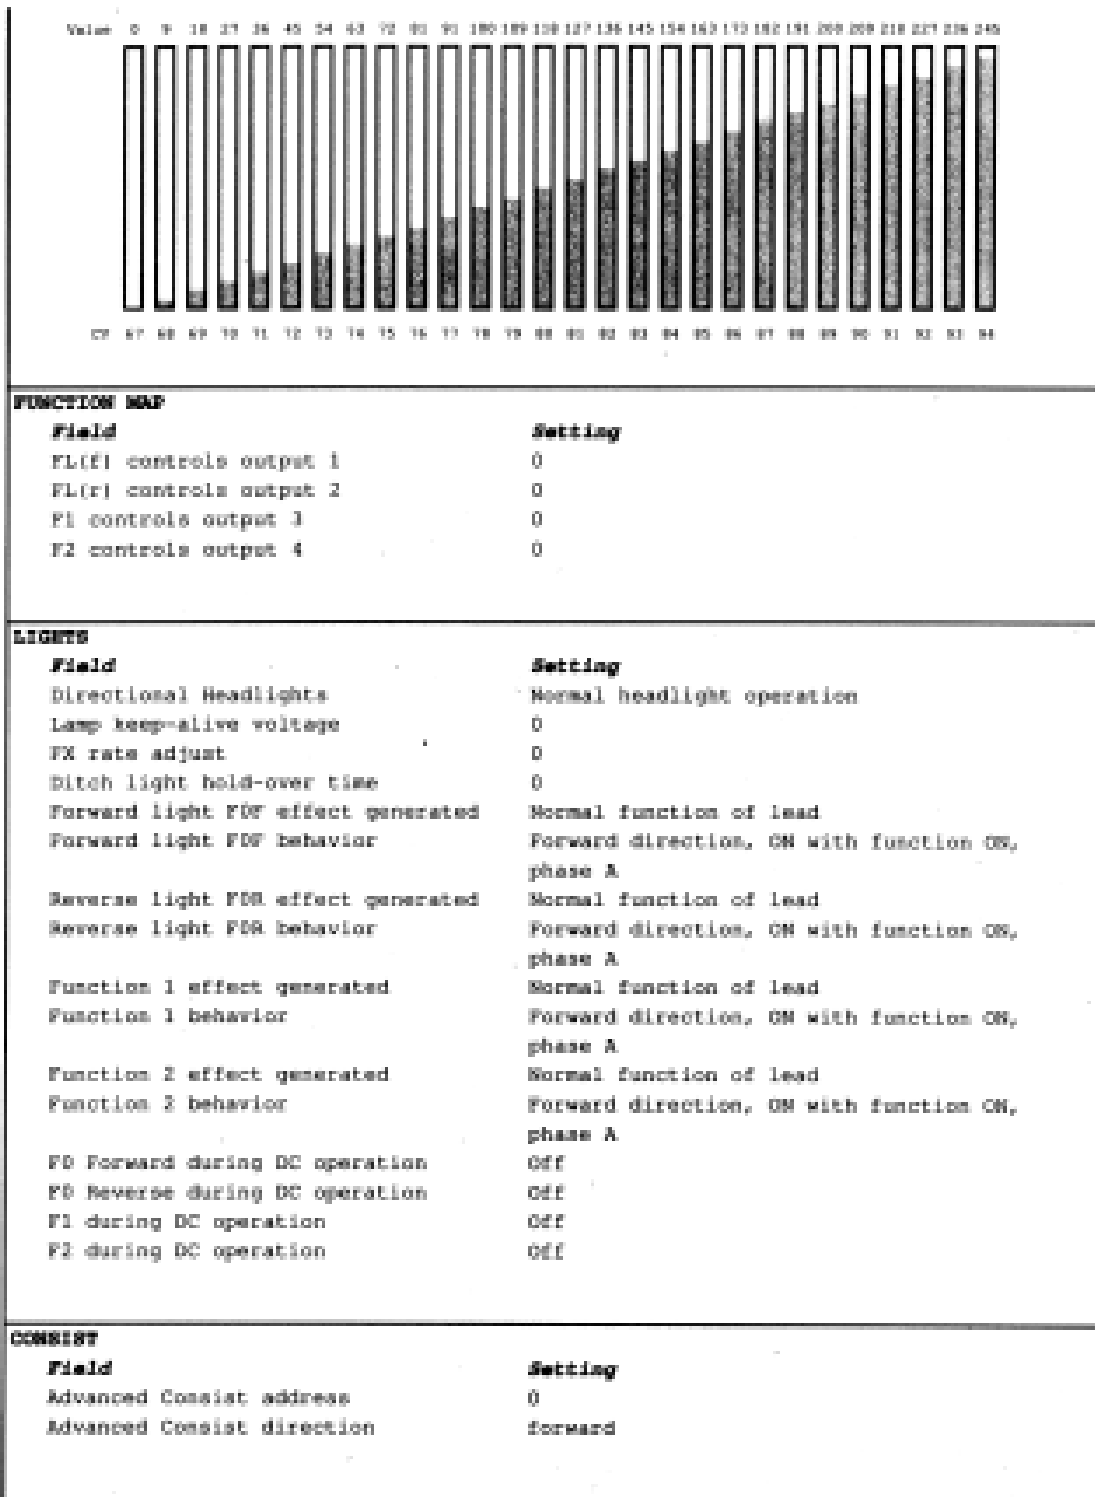 Value 0 9 18 27 36 45 54 63 72 81 91 100 109 118 127 136 145 154 163 173 182 191 200 209 218 227 236 245
CV 67 68 69 70 71 72 73 74 75 76 77 78 79 80 81 82 83 84 85 86 87 88 89 90 91 92 93 94
FUNCTION MAP
Field Setting
FL(f) controls output 1 0
FL(r) controls output 2 0
F1 controls output 3 0
F2 controls output 4 0
LIGHTS
Field Setting
Directional Headlights Normal headlight operation
Lamp keep-alive voltage 0
FX rate adjust 0
Ditch light hold-over time 0
Forward light F0F effect generated Normal function of lead
Forward light F0F behavior Forward direction, ON with function ON,
phase A
Reverse light F0R effect generated Normal function of lead
Reverse light F0R behavior Forward direction, ON with function ON,
phase A
Function 1 effect generated Normal function of lead
Function 1 behavior Forward direction, ON with function ON,
phase A
Function 2 effect generated Normal function of lead
Function 2 behavior Forward direction, ON with function ON,
phase A
F0 Forward during DC operation Off
F0 Reverse during DC operation Off
F1 during DC operation Off
F2 during DC operation Off
CONSIST
Field Setting
Advanced Consist address 0
Advanced Consist direction forward